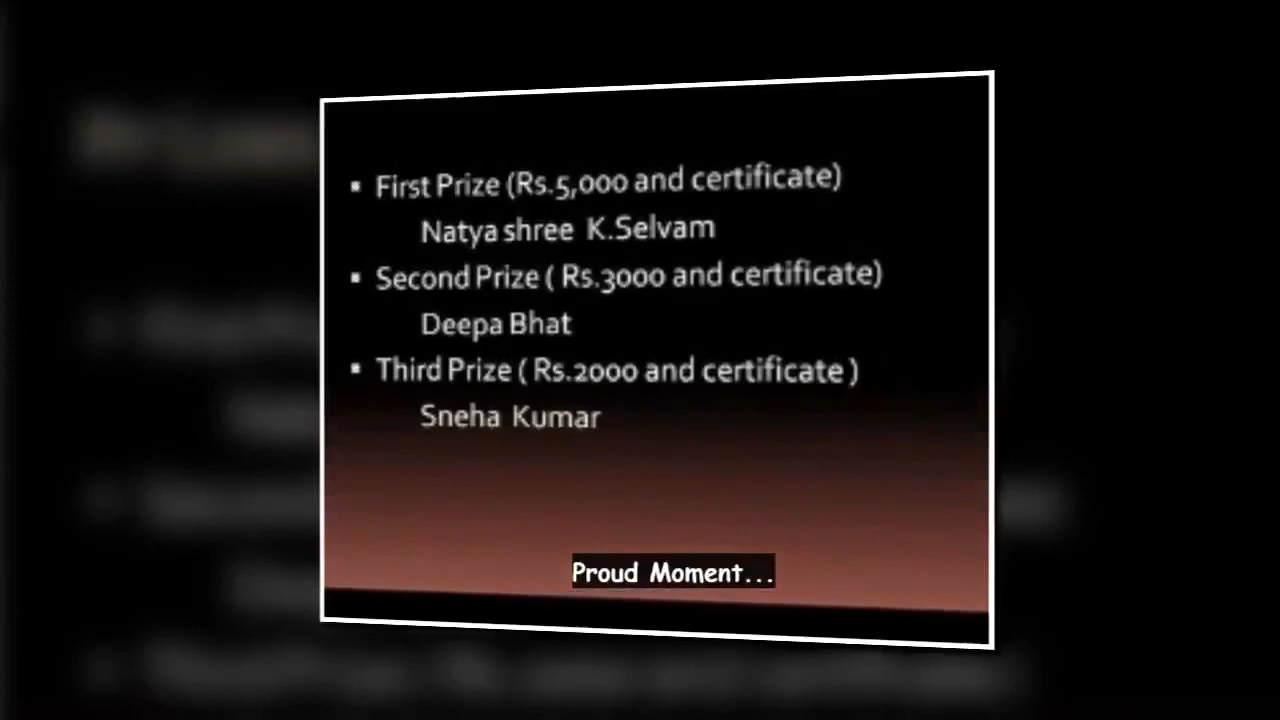 ▪ First Prize (Rs.5,000 and certificate)
Natya shree K.Selvam
▪ Second Prize ( Rs.3000 and certificate)
Deepa Bhat
▪ Third Prize ( Rs.2000 and certificate )
Sneha Kumar
Proud Moment...